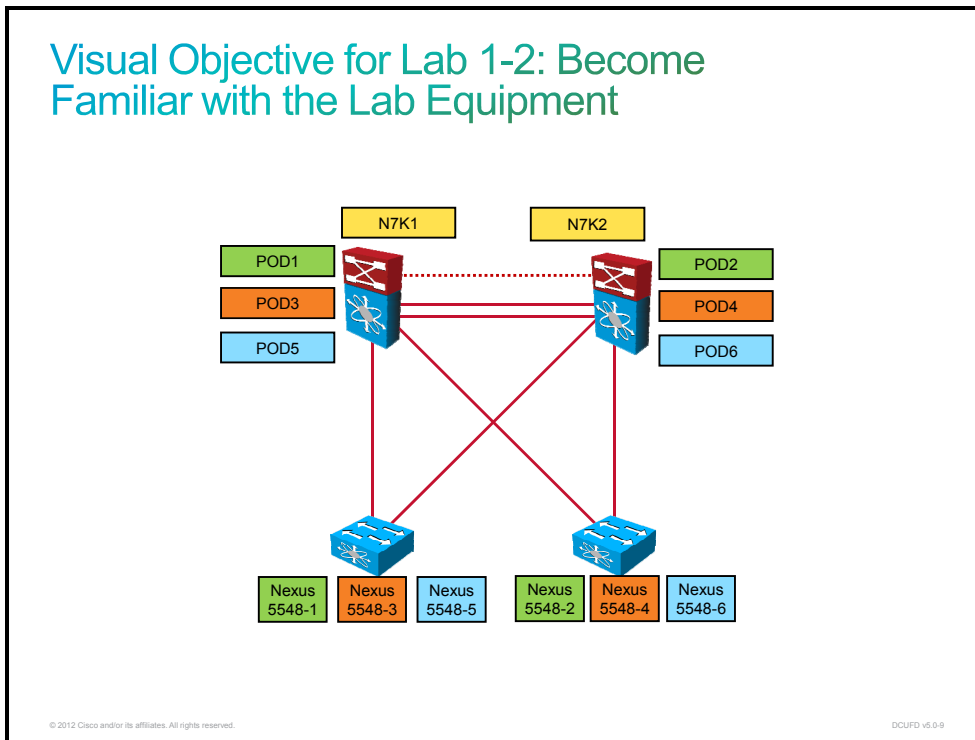 Visual Objective for Lab 1-2: Become
Familiar with the Lab Equipment
N7K1
N7K2
POD1
POD2
POD3
POD4
POD5
POD6
Nexus
5548-1
Nexus
5548-3
Nexus
5548-5
Nexus
5548-2
Nexus
5548-4
Nexus
5548-6
© 2012 Cisco and/or its affiliates. All rights reserved.
DCUFD v5.0-9